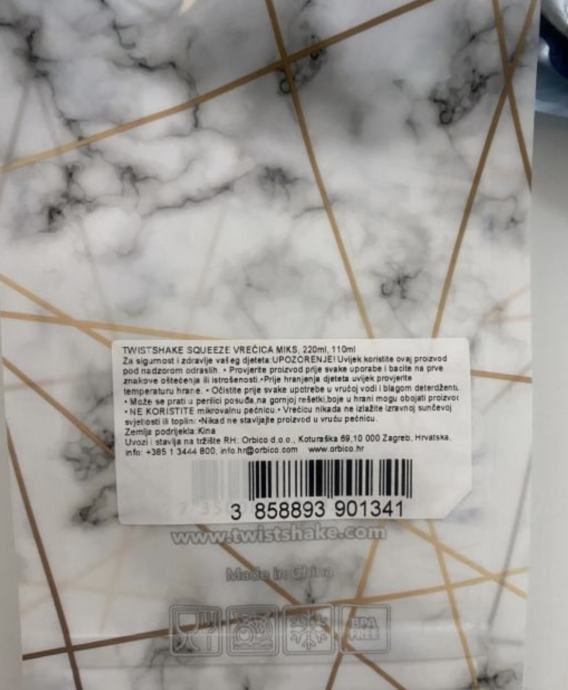 TWISTSHAKE SQUEEZE VREĆICA MIKS, 220ml, 110ml
Za sigurnost i zdravlje vašeg djeteta:UPOZORENJE! Uvijek koristite ovaj proizvod
pod nadzorom odraslih. • Provjerite proizvod prije svake uporabe i bacite na prve
znakove oštećenja ili istrošenosti.•Prije hranjenja djeteta uvijek provjerite
temperaturu hrane. • Očistite prije svake upotrebe u vrućoj vodi i blagom deterdženti,
• Može se prati u perilici posuđa,na gornjoj rešetki,boje u hrani mogu obojati proizvod
• NE KORISTITE mikrovalnu pećnicu.• Vrećicu nikada ne izlažite izravnoj sunčevoj
svjetlosti ili toplini •Nikad ne stavljajte proizvod u vruću pećnicu.
Zemlja podrijetla:Kina
Uvozi i stavlja na tržište RH: Orbico d.o.o., Koturaška 69,10 000 Zagreb, Hrvatska,
info: +385 1 3444 800, info.hr@orbico.com www.orbico.hr
3 858893 901341
www.twistshake.com
Made in China
BPA
FREE